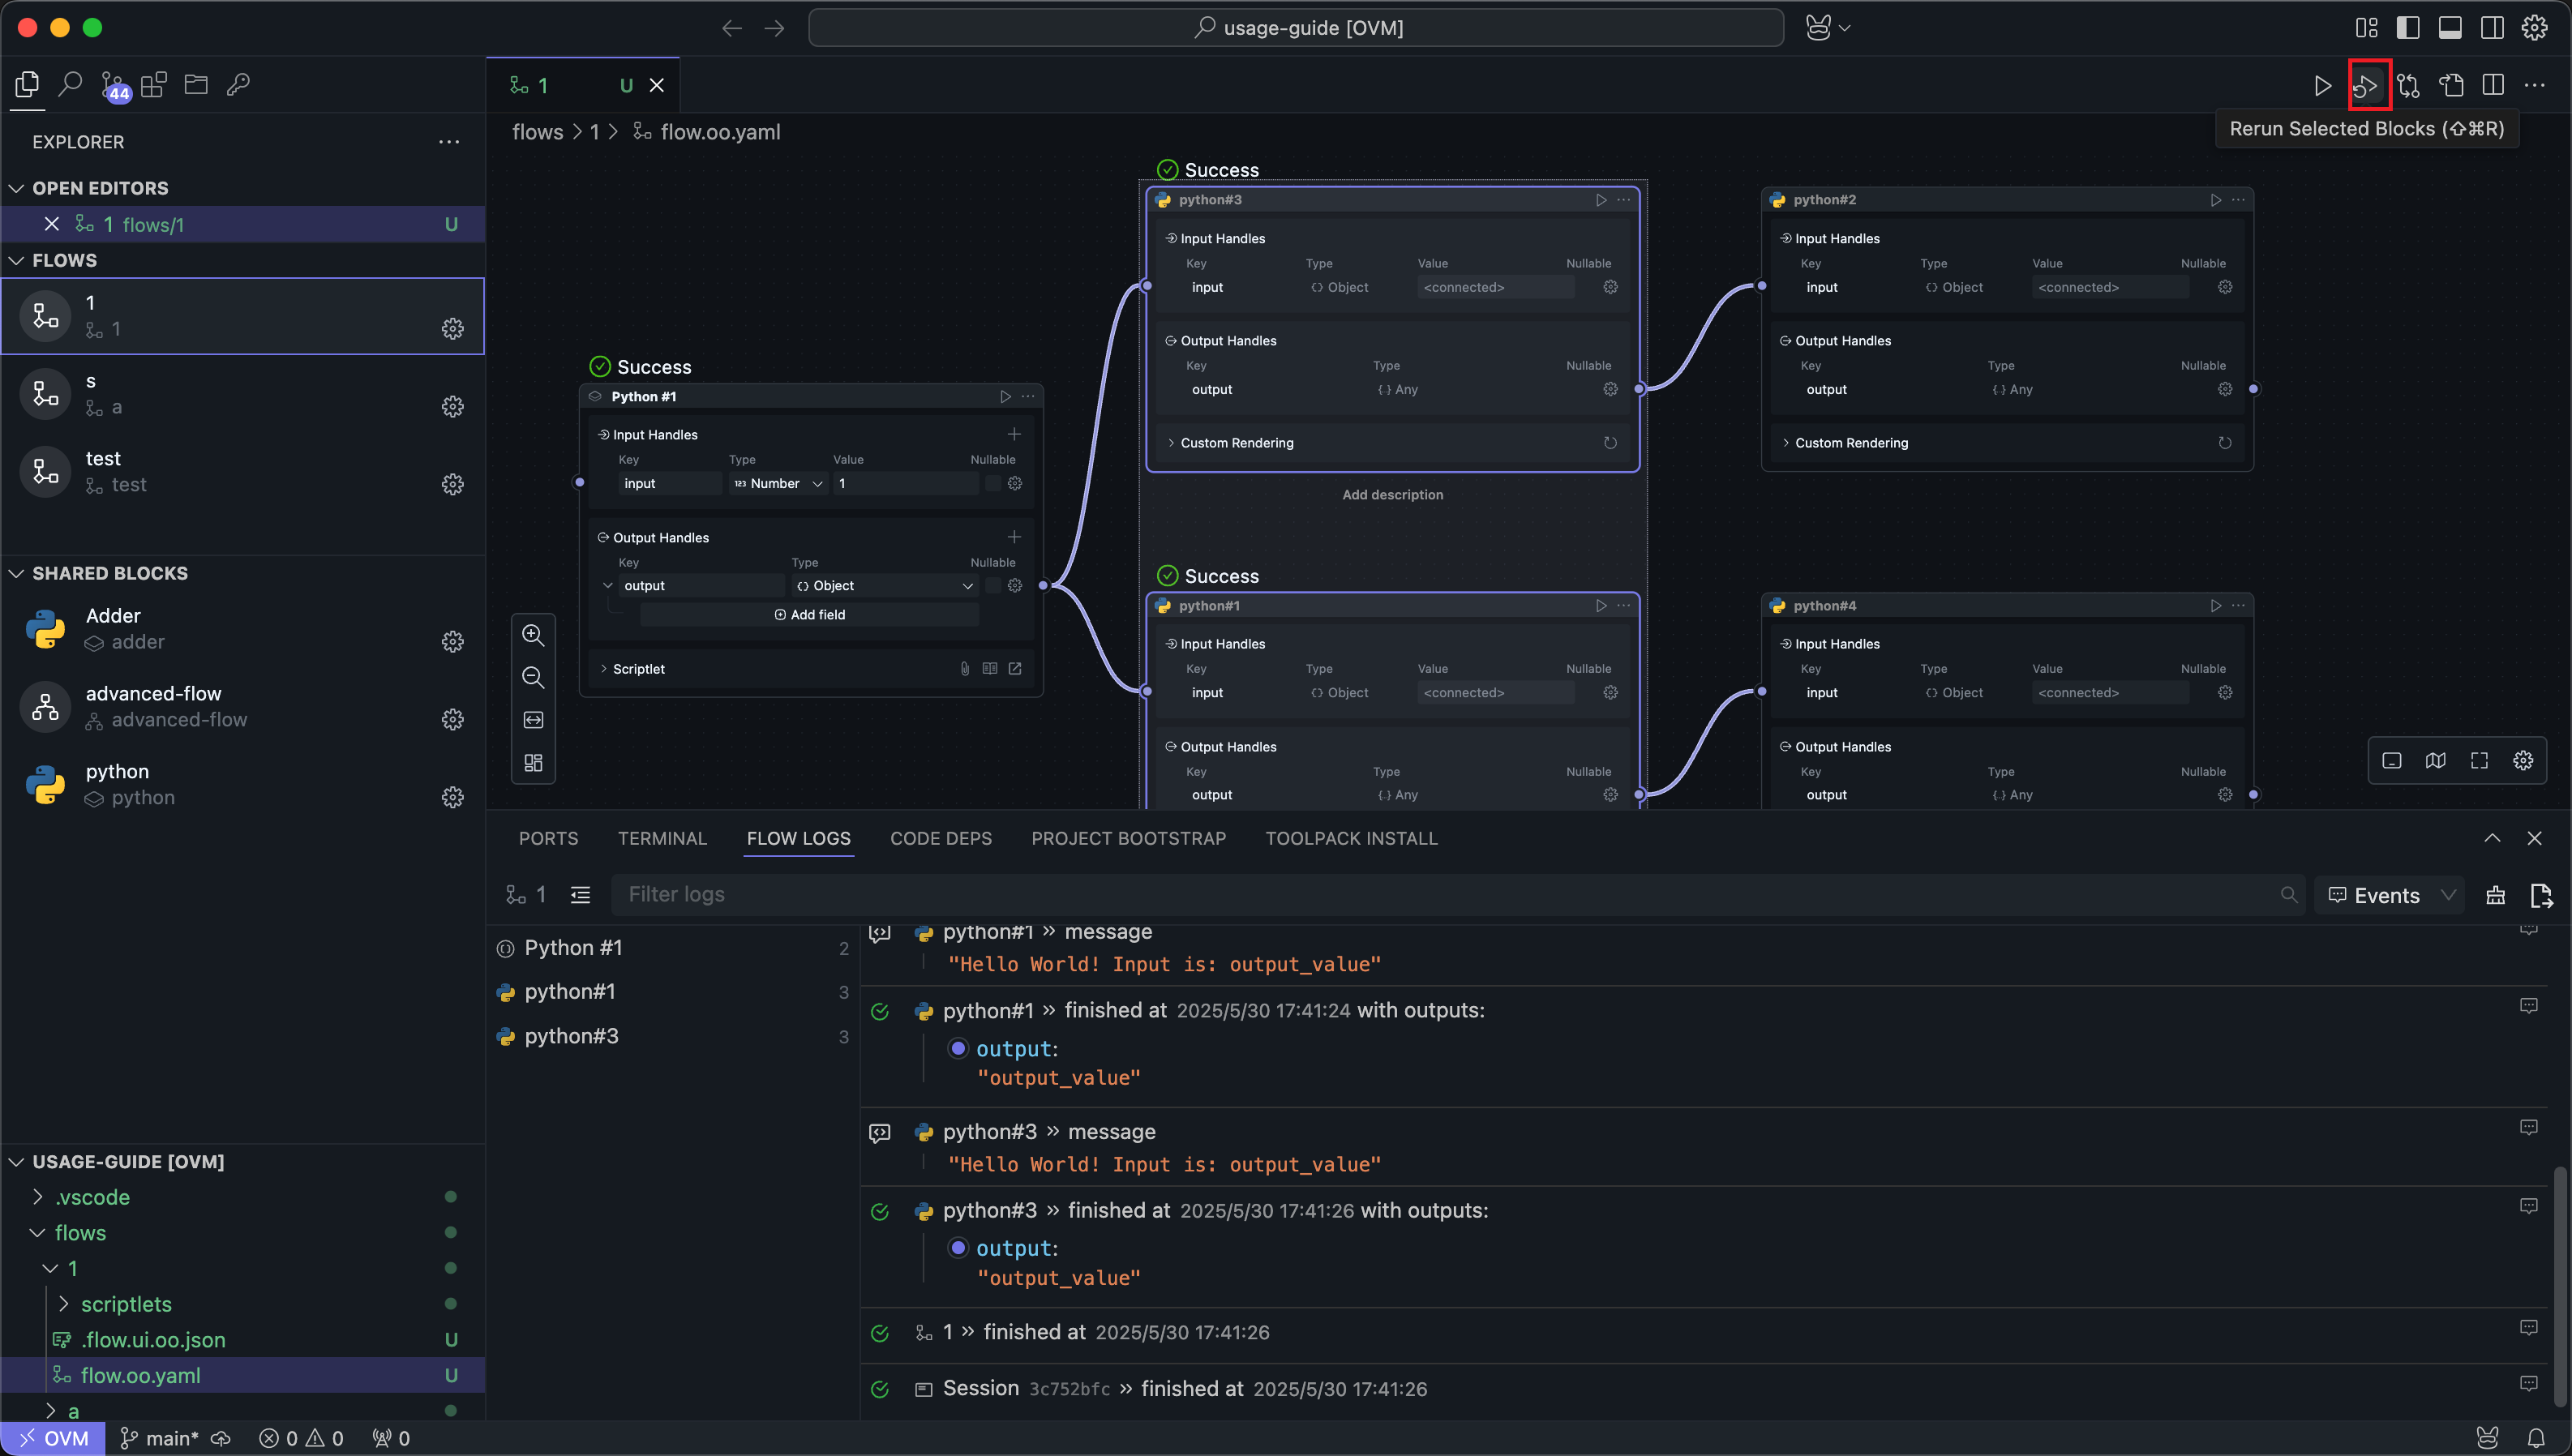 usage-guide [OVM]
44
1 U
Rerun Selected Blocks (⇧⌘R)
EXPLORER
OPEN EDITORS
1 flows/1 U
FLOWS
1
1
s
a
test
test
SHARED BLOCKS
Adder
adder
advanced-flow
advanced-flow
python
python
USAGE-GUIDE [OVM]
.vscode
flows
1
scriptlets
.flow.ui.oo.json U
flow.oo.yaml U
a
flows > 1 > flow.oo.yaml
Success
Python #1
Input Handles
Key Type Value Nullable
input 123 Number 1
Output Handles
Key Type Nullable
output {} Object
Add field
Scriptlet
Success
python#3
Input Handles
Key Type Value Nullable
input {} Object <connected>
Output Handles
Key Type Nullable
output {..} Any
Custom Rendering
Add description
python#2
Input Handles
Key Type Value Nullable
input {} Object <connected>
Output Handles
Key Type Nullable
output {..} Any
Custom Rendering
Success
python#1
Input Handles
Key Type Value Nullable
input {} Object <connected>
Output Handles
Key Type Nullable
output {..} Any
python#4
Input Handles
Key Type Value Nullable
input {} Object <connected>
Output Handles
Key Type Nullable
output {..} Any
PORTS TERMINAL FLOW LOGS CODE DEPS PROJECT BOOTSTRAP TOOLPACK INSTALL
1 Filter logs Events
Python #1 2
python#1 3
python#3 3
python#1 » message
"Hello World! Input is: output_value"
python#1 » finished at 2025/5/30 17:41:24 with outputs:
output:
"output_value"
python#3 » message
"Hello World! Input is: output_value"
python#3 » finished at 2025/5/30 17:41:26 with outputs:
output:
"output_value"
1 » finished at 2025/5/30 17:41:26
Session 3c752bfc » finished at 2025/5/30 17:41:26
OVM main* 0 0 0